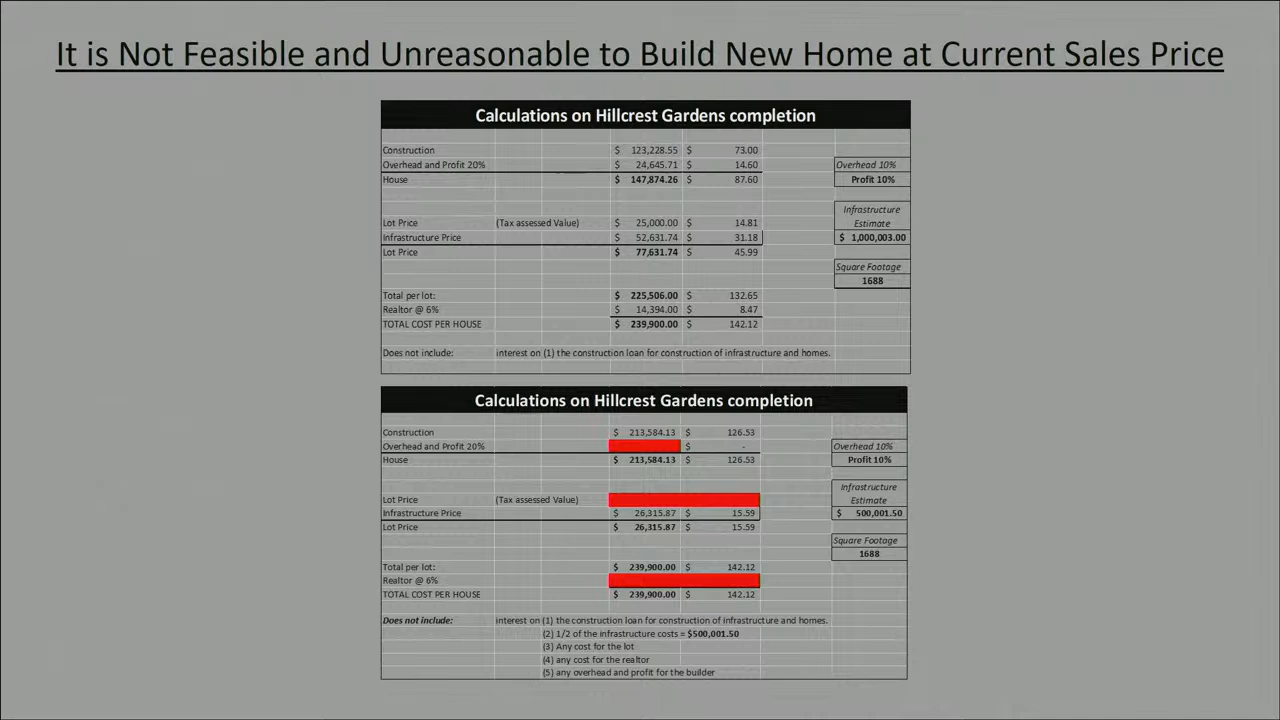 It is Not Feasible and Unreasonable to Build New Home at Current Sales Price
Calculations on Hillcrest Gardens completion
Construction $ 123,228.55 $ 73.00
Overhead and Profit 20% $ 24,645.71 $ 14.60 Overhead 10%
House $ 147,874.26 $ 87.60 Profit 10%
Infrastructure
Lot Price (Tax assessed Value) $ 25,000.00 $ 14.81 Estimate
Infrastructure Price $ 52,631.74 $ 31.18 $ 1,000,003.00
Lot Price $ 77,631.74 $ 45.99
Square Footage
1688
Total per lot: $ 225,506.00 $ 132.65
Realtor @ 6% $ 14,394.00 $ 8.47
TOTAL COST PER HOUSE $ 239,900.00 $ 142.12
Does not include: interest on (1) the construction loan for construction of infrastructure and homes.
Calculations on Hillcrest Gardens completion
Construction $ 213,584.13 $ 126.53
Overhead and Profit 20% $ - Overhead 10%
House $ 213,584.13 $ 126.53 Profit 10%
Infrastructure
Lot Price (Tax assessed Value) Estimate
Infrastructure Price $ 26,315.87 $ 15.59 $ 500,001.50
Lot Price $ 26,315.87 $ 15.59
Square Footage
1688
Total per lot: $ 239,900.00 $ 142.12
Realtor @ 6%
TOTAL COST PER HOUSE $ 239,900.00 $ 142.12
Does not include: interest on (1) the construction loan for construction of infrastructure and homes.
(2) 1/2 of the infrastructure costs = $500,001.50
(3) Any cost for the lot
(4) any cost for the realtor
(5) any overhead and profit for the builder